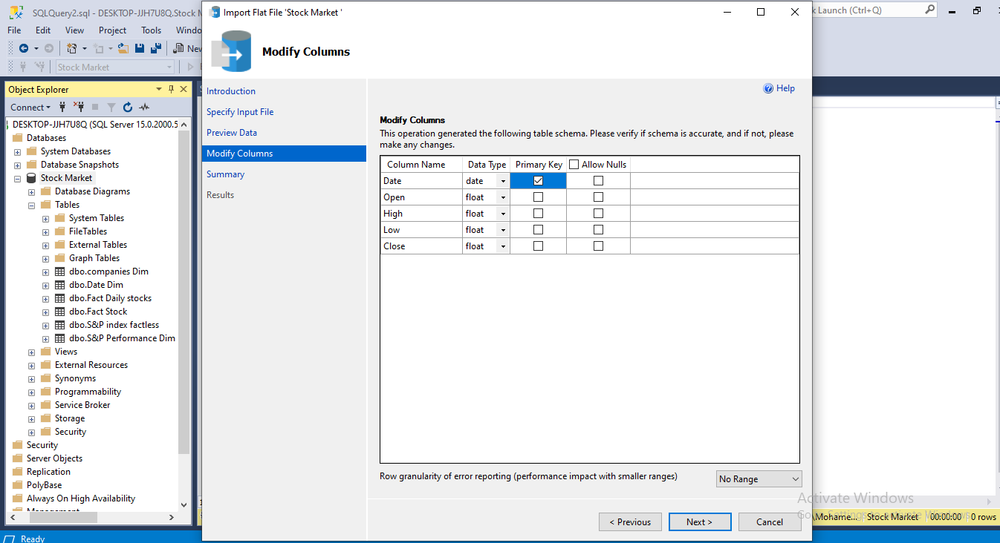 SQLQuery2.sql - DESKTOP-JJH7U8Q.Stock M
File Edit View Project Tools Windo
New
Stock Market
Object Explorer
Connect
DESKTOP-JJH7U8Q (SQL Server 15.0.2000.5
Databases
System Databases
Database Snapshots
Stock Market
Database Diagrams
Tables
System Tables
FileTables
External Tables
Graph Tables
dbo.companies Dim
dbo.Date Dim
dbo.Fact Daily stocks
dbo.Fact Stock
dbo.S&P index factless
dbo.S&P Performance Dim
Views
External Resources
Synonyms
Programmability
Service Broker
Storage
Security
Security
Server Objects
Replication
PolyBase
Always On High Availability
Management
Ready
Import Flat File 'Stock Market '
Modify Columns
Introduction
Specify Input File
Preview Data
Modify Columns
Summary
Results
Help
Modify Columns
This operation generated the following table schema. Please verify if schema is accurate, and if not, please
make any changes.
Column Name Data Type Primary Key Allow Nulls
Date date
Open float
High float
Low float
Close float
Row granularity of error reporting (performance impact with smaller ranges) No Range
< Previous Next > Cancel
k Launch (Ctrl+Q)
Activate Windows
Go to Settings to activate Windows.
\Mohame... Stock Market 00:00:00 0 rows